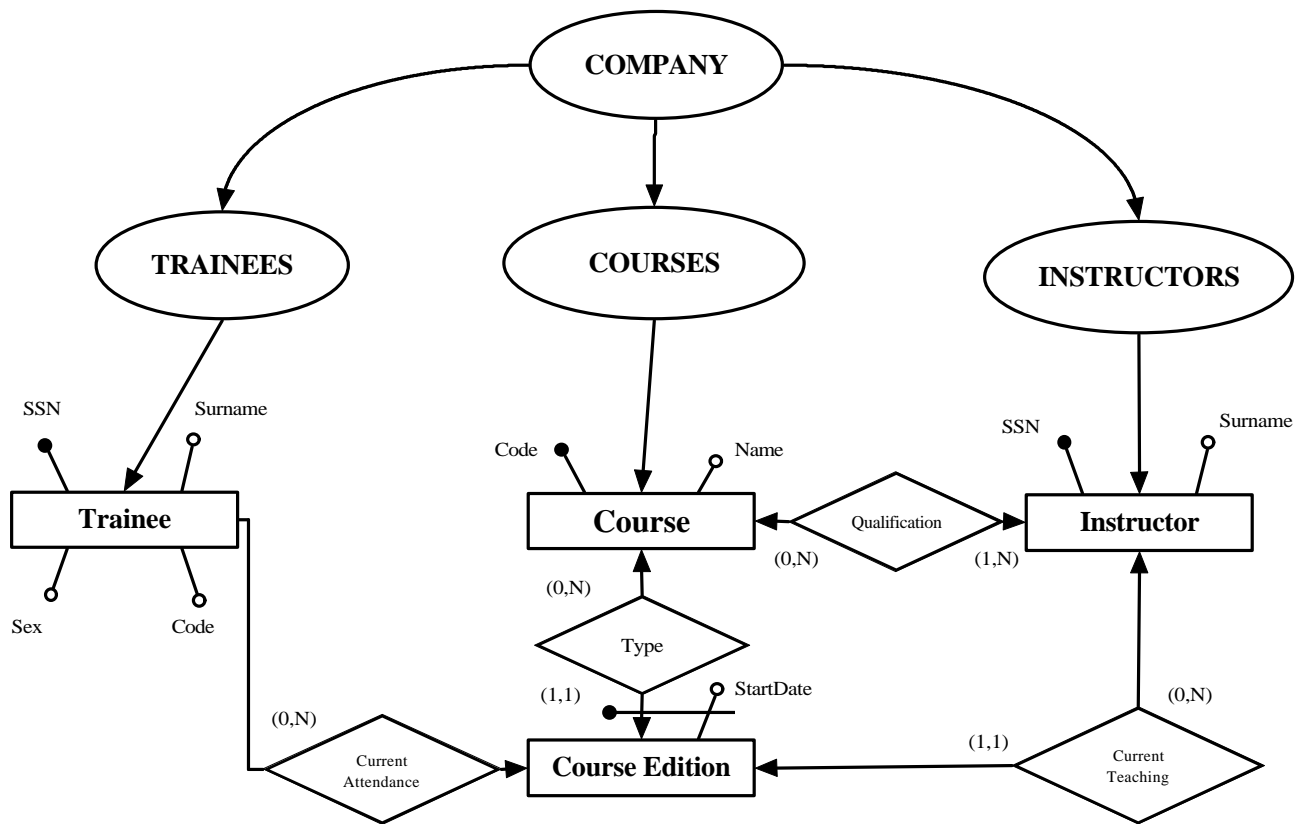 COMPANY
TRAINEES
COURSES
INSTRUCTORS
SSN
Surname
Code
Name
SSN
Surname
Trainee
Course
Qualification
Instructor
(0,N)
(1,N)
Sex
Code
(0,N)
Type
(1,1)
StartDate
(0,N)
(0,N)
(1,1)
Current
Attendance
Course Edition
Current
Teaching